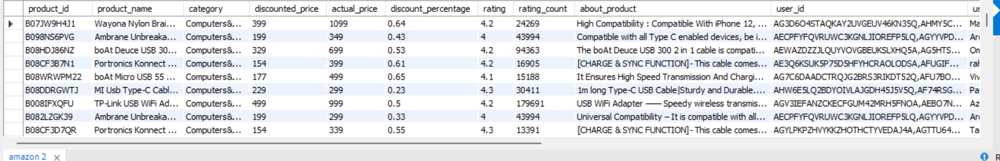 product_id product_name category discounted_price actual_price discount_percentage rating rating_count about_product user_id us
B07JW9H4J1 Wayona Nylon Brai... Computers&... 399 1099 0.64 4.2 24269 High Compatibility : Compatible With iPhone 12, ... AG3D6O4STAQKAY2UVGEUV46KN35Q,AHMY5C... Ma
B098NS6PVG Ambrane Unbreaka... Computers&... 199 349 0.43 4 43994 Compatible with all Type C enabled devices, be i... AECPFYFQVRUWC3KGNLJIOREFP5LQ,AGYYVPD... Ar
B08HDJ86NZ boAt Deuce USB 30... Computers&... 329 699 0.53 4.2 94363 The boAt Deuce USB 300 2 in 1 cable is compati... AEWAZDZZJLQUYVOVGBEUKSLXHQ5A,AG5HTS... Om
B08CF3B7N1 Portronics Konnect ... Computers&... 154 399 0.61 4.2 16905 [CHARGE & SYNC FUNCTION]- This cable comes... AE3Q6KSUK5P75D5HFYHCRAOLODSA,AFUGIF... rah
B08WRWPM22 boAt Micro USB 55 ... Computers&... 177 499 0.65 4.1 15188 It Ensures High Speed Transmission And Chargi... AG7C6DAADCTRQJG2BRS3RIKDT52Q,AFU7BO... Viv
B08DDRGWTJ MI Usb Type-C Cabl... Computers&... 229 299 0.23 4.3 30411 1m long Type-C USB Cable|Sturdy and Durable.... AHW6E5LQ2BDYOIVLAJGDH45J5V5Q,AF74RSG... Pa
B008IFXQFU TP-Link USB WiFi Ad... Computers&... 499 999 0.5 4.2 179691 USB WiFi Adapter —— Speedy wireless transmis... AGV3IEFANZCKECFGUM42MRH5FNOA,AEBO7N... Az
B082LZGK39 Ambrane Unbreaka... Computers&... 199 299 0.33 4 43994 Universal Compatibility – It is compatible with all... AECPFYFQVRUWC3KGNLJIOREFP5LQ,AGYYVPD... Ar
B08CF3D7QR Portronics Konnect ... Computers&... 154 339 0.55 4.3 13391 [CHARGE & SYNC FUNCTION]- This cable comes... AGYLPKPZHVYKKZHOTHCTYVEDAJ4A,AGTTU64... Ta
amazon 2 × R